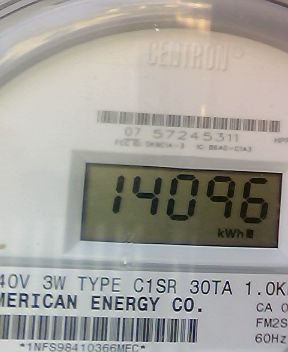 CENTRON®
07 57245311
14096
kWh
40V 3W TYPE C1SR 30TA 1.0K
MERICAN ENERGY CO.
CA 0
FM2S
60Hz
*1NFS98410366MEC*